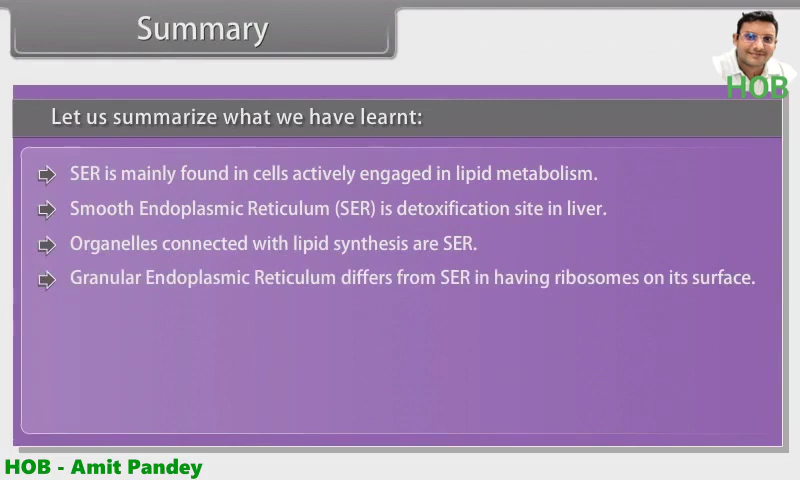 Summary
HOB
Let us summarize what we have learnt:
SER is mainly found in cells actively engaged in lipid metabolism.
Smooth Endoplasmic Reticulum (SER) is detoxification site in liver.
Organelles connected with lipid synthesis are SER.
Granular Endoplasmic Reticulum differs from SER in having ribosomes on its surface.
HOB - Amit Pandey